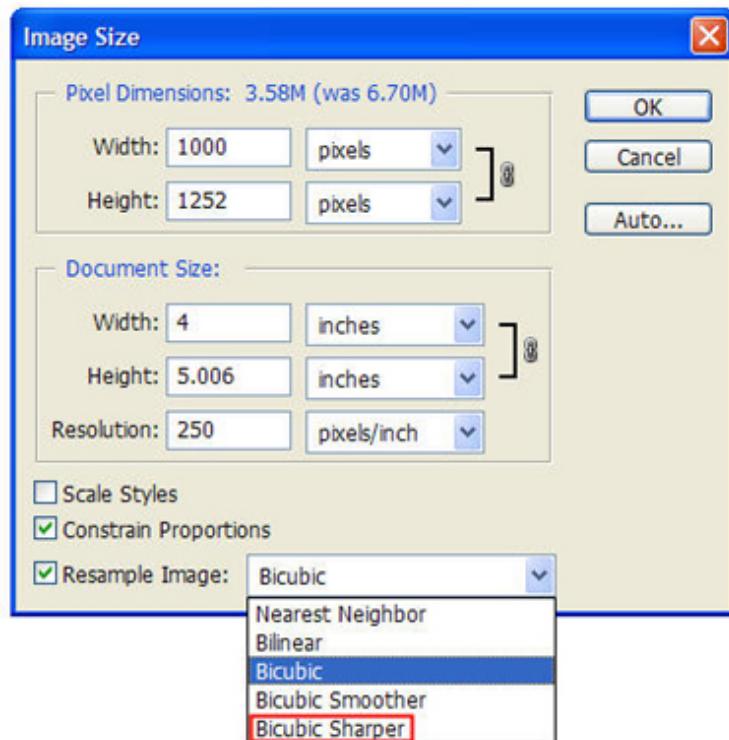 Image Size
Pixel Dimensions: 3.58M (was 6.70M)
OK
Width: 1000 pixels
Cancel
Height: 1252 pixels
Auto...
Document Size:
Width: 4 inches
Height: 5.006 inches
Resolution: 250 pixels/inch
Scale Styles
Constrain Proportions
Resample Image: Bicubic
Nearest Neighbor
Bilinear
Bicubic
Bicubic Smoother
Bicubic Sharper